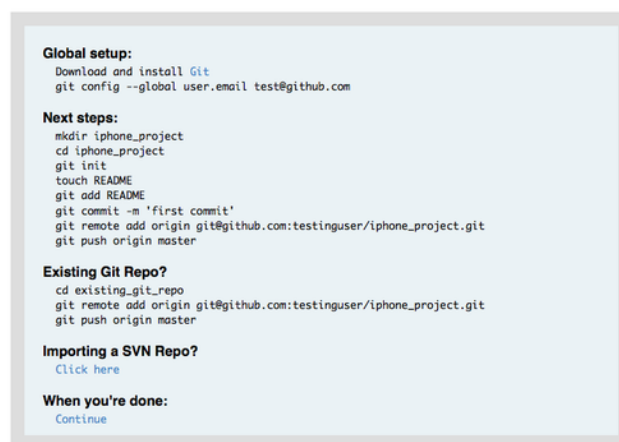 Global setup:
Download and install Git
git config --global user.email test@github.com
Next steps:
mkdir iphone_project
cd iphone_project
git init
touch README
git add README
git commit -m 'first commit'
git remote add origin git@github.com:testinguser/iphone_project.git
git push origin master
Existing Git Repo?
cd existing_git_repo
git remote add origin git@github.com:testinguser/iphone_project.git
git push origin master
Importing a SVN Repo?
Click here
When you're done:
Continue